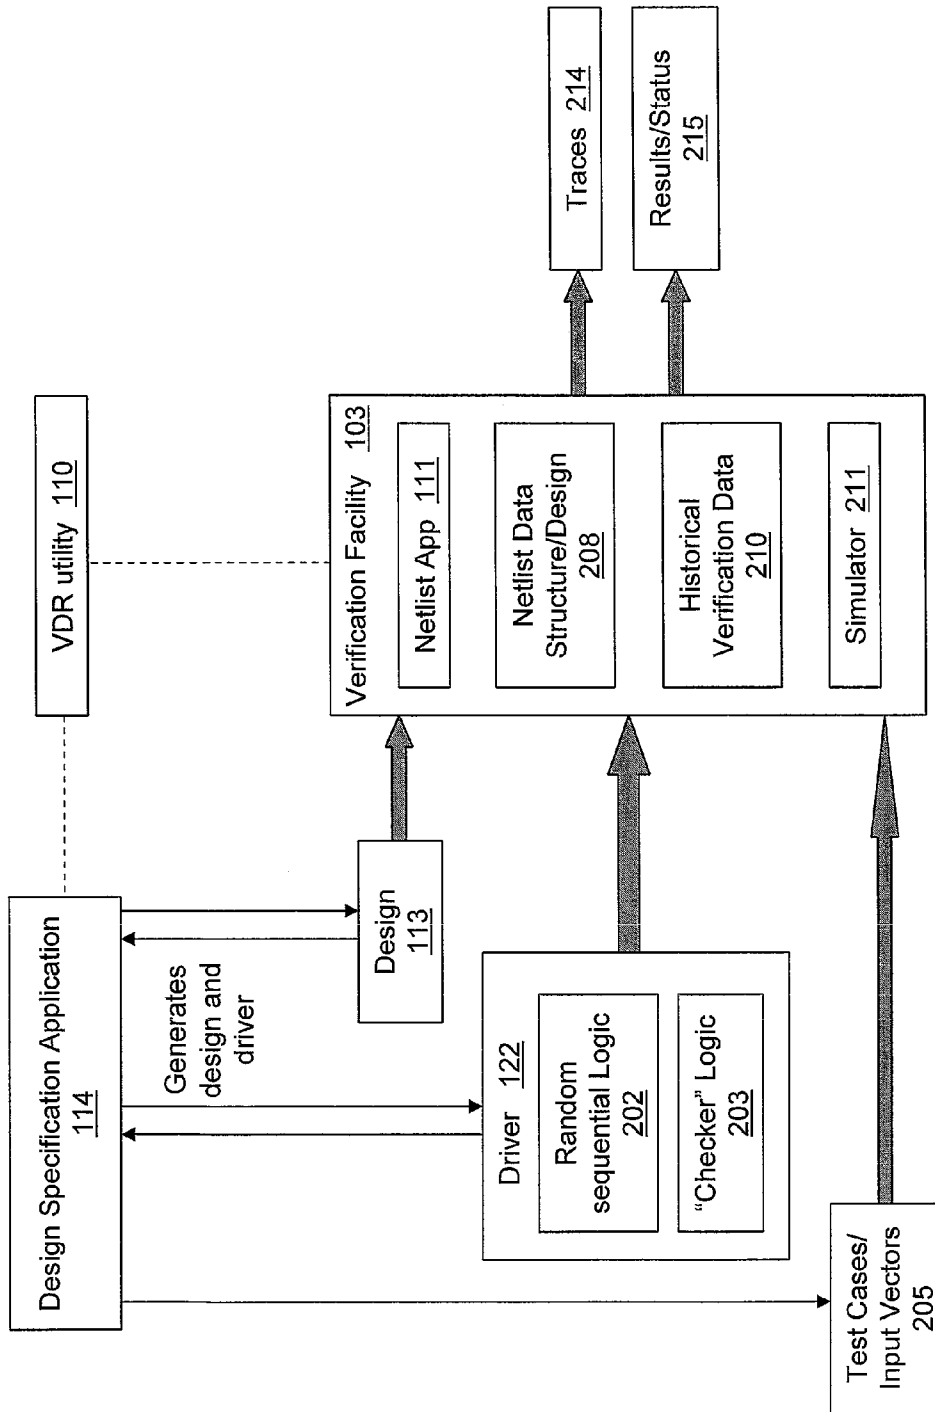 Design Specification Application
114
VDR utility 110
Generates
design and
driver
Design
113
Driver 122
Random
sequential Logic
202
“Checker” Logic
203
Test Cases/
Input Vectors
205
Verification Facility 103
Netlist App 111
Netlist Data
Structure/Design
208
Historical
Verification Data
210
Simulator 211
Traces 214
Results/Status
215